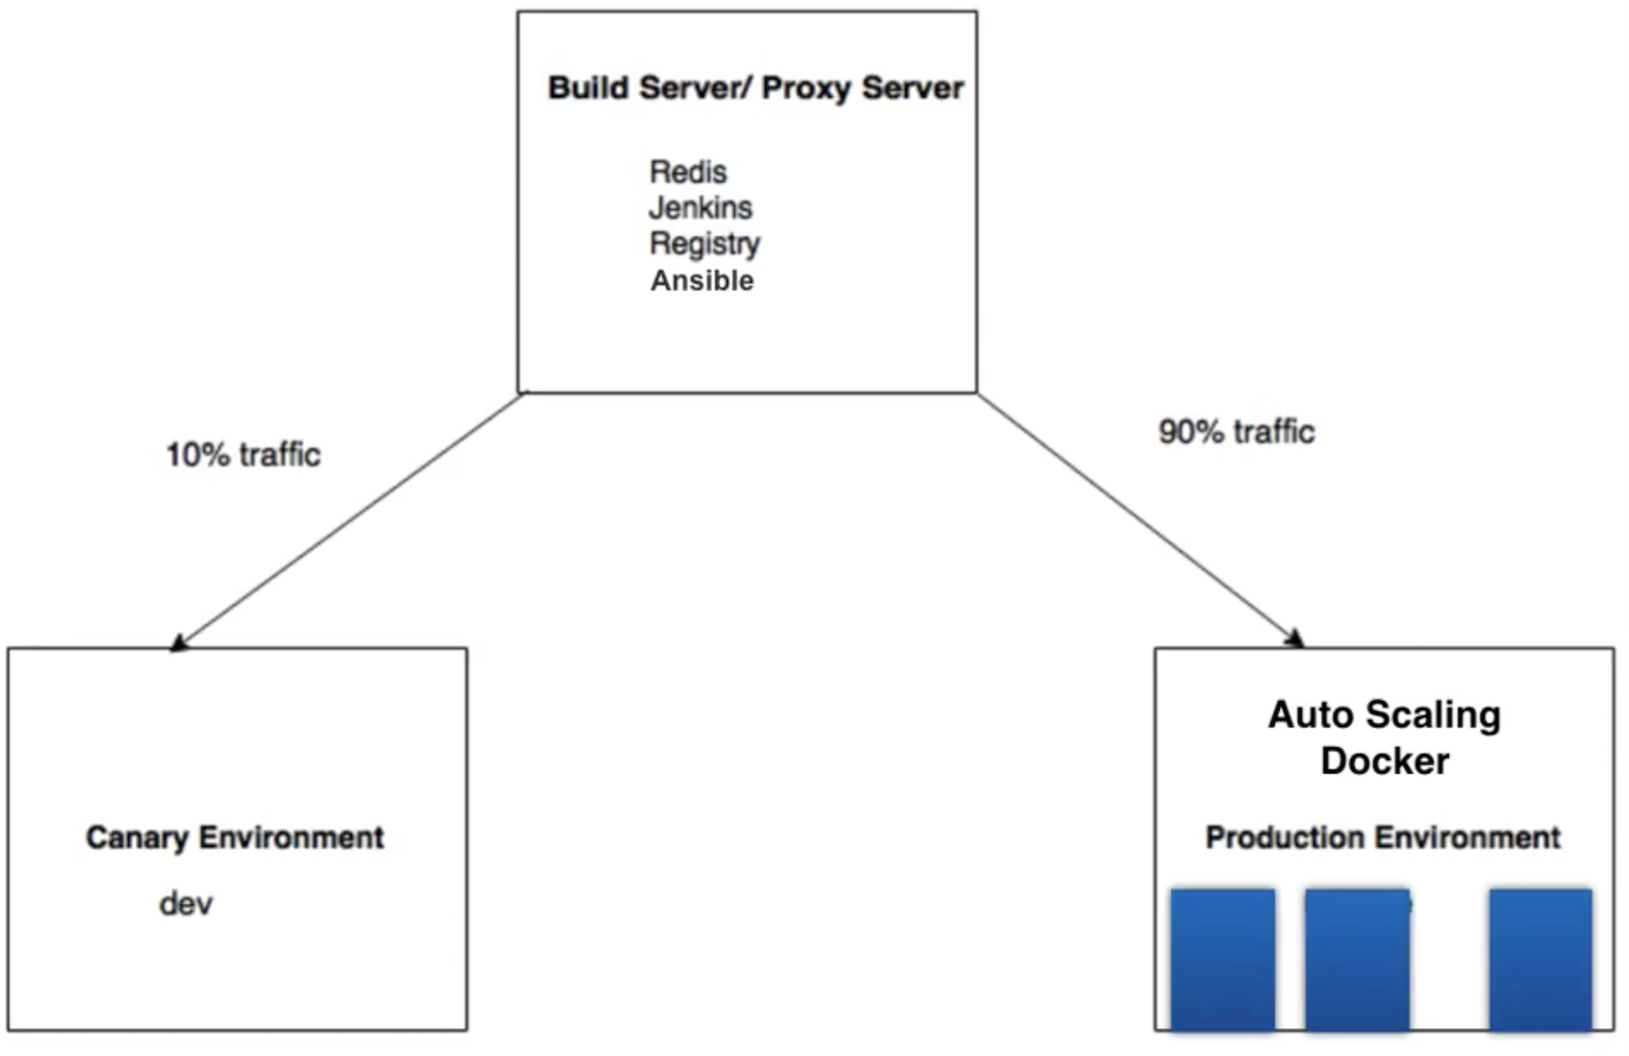 Build Server/ Proxy Server
Redis
Jenkins
Registry
Ansible
10% traffic
90% traffic
Canary Environment
dev
Auto Scaling
Docker
Production Environment